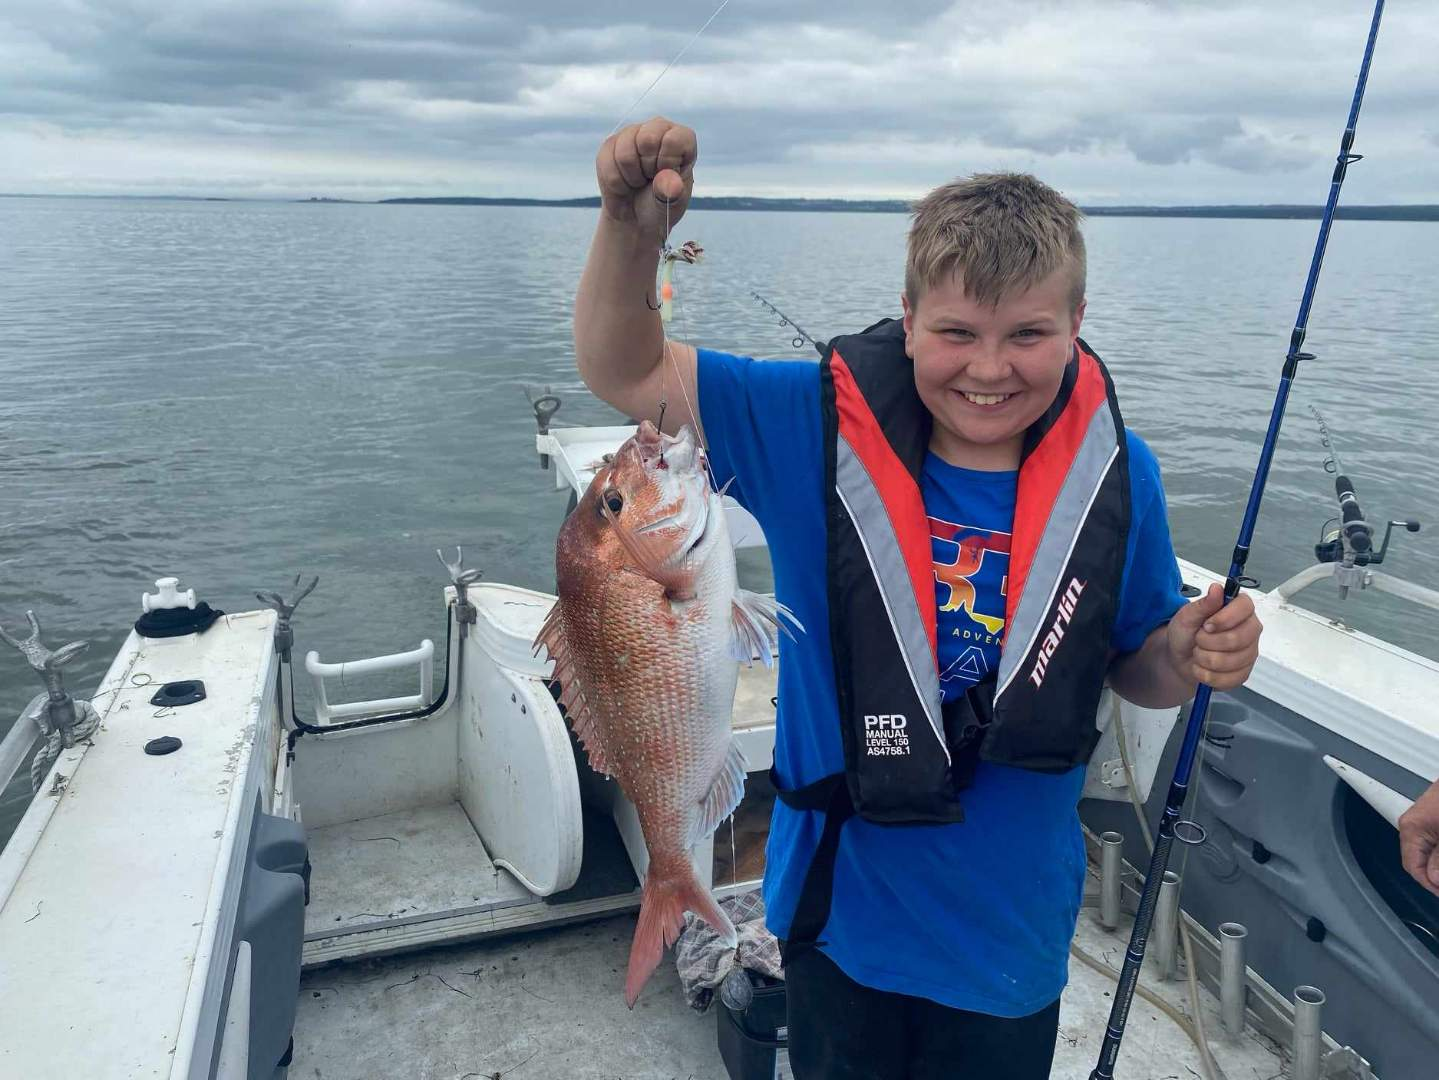 ADVEN
marlin
PFD
MANUAL
LEVEL 150
AS4758.1